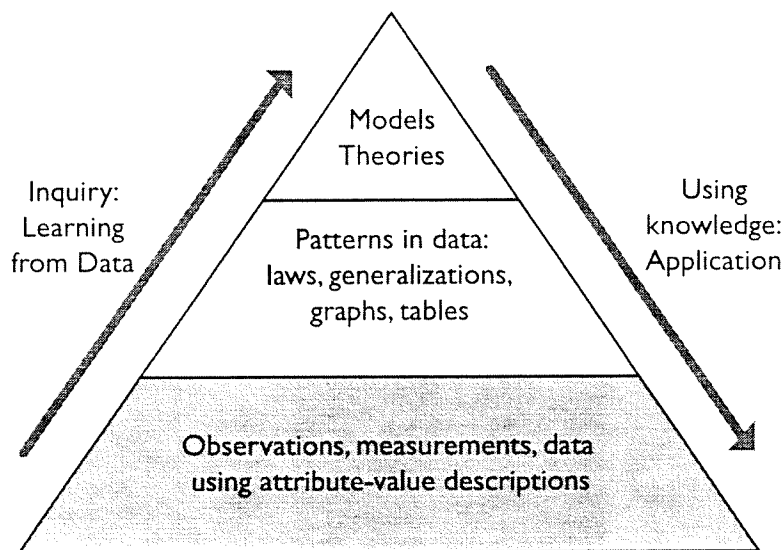 Models
Theories
Inquiry:
Learning
from Data
Using
knowledge:
Application
Patterns in data:
laws, generalizations,
graphs, tables
Observations, measurements, data
using attribute-value descriptions